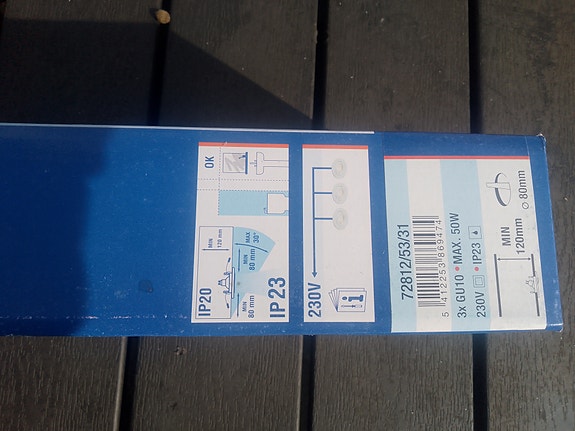 OK
IP20
MIN
120 mm
MAX
30°
MIN
80 mm
MIN
80 mm
IP23
230V
i
72812/53/31
5 412253 869474
3x GU10 • MAX. 50W
230V IP23
MIN
120mm
⌀ 80mm